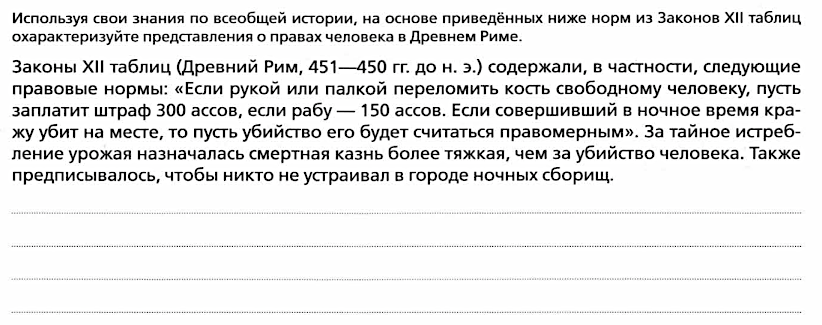 Используя свои знания по всеобщей истории, на основе приведённых ниже норм из Законов XII таблиц
охарактеризуйте представления о правах человека в Древнем Риме.
Законы XII таблиц (Древний Рим, 451—450 гг. до н. э.) содержали, в частности, следующие
правовые нормы: «Если рукой или палкой переломить кость свободному человеку, пусть
заплатит штраф 300 ассов, если рабу — 150 ассов. Если совершивший в ночное время кра-
жу убит на месте, то пусть убийство его будет считаться правомерным». За тайное истреб-
ление урожая назначалась смертная казнь более тяжкая, чем за убийство человека. Также
предписывалось, чтобы никто не устраивал в городе ночных сборищ.